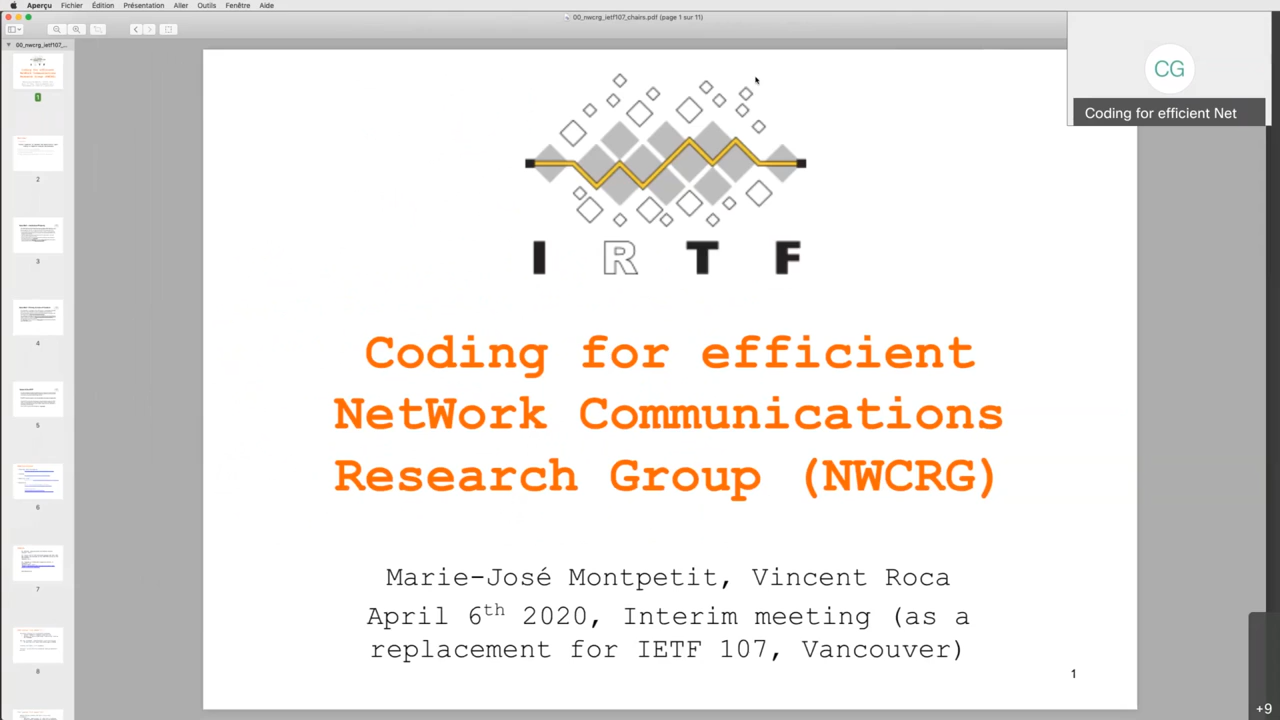 Aperçu Fichier Édition Présentation Aller Outils Fenêtre Aide
00_nwcrg_ietf107_chairs.pdf (page 1 sur 11)
00_nwcrg_ietf107_...
CG
Coding for efficient Net
I R T F
Coding for efficient
NetWork Communications
Research Group (NWCRG)
Marie-José Montpetit, Vincent Roca
April 6th 2020, Interim meeting (as a
replacement for IETF 107, Vancouver)
1
1
2
3
4
5
6
7
8
+9